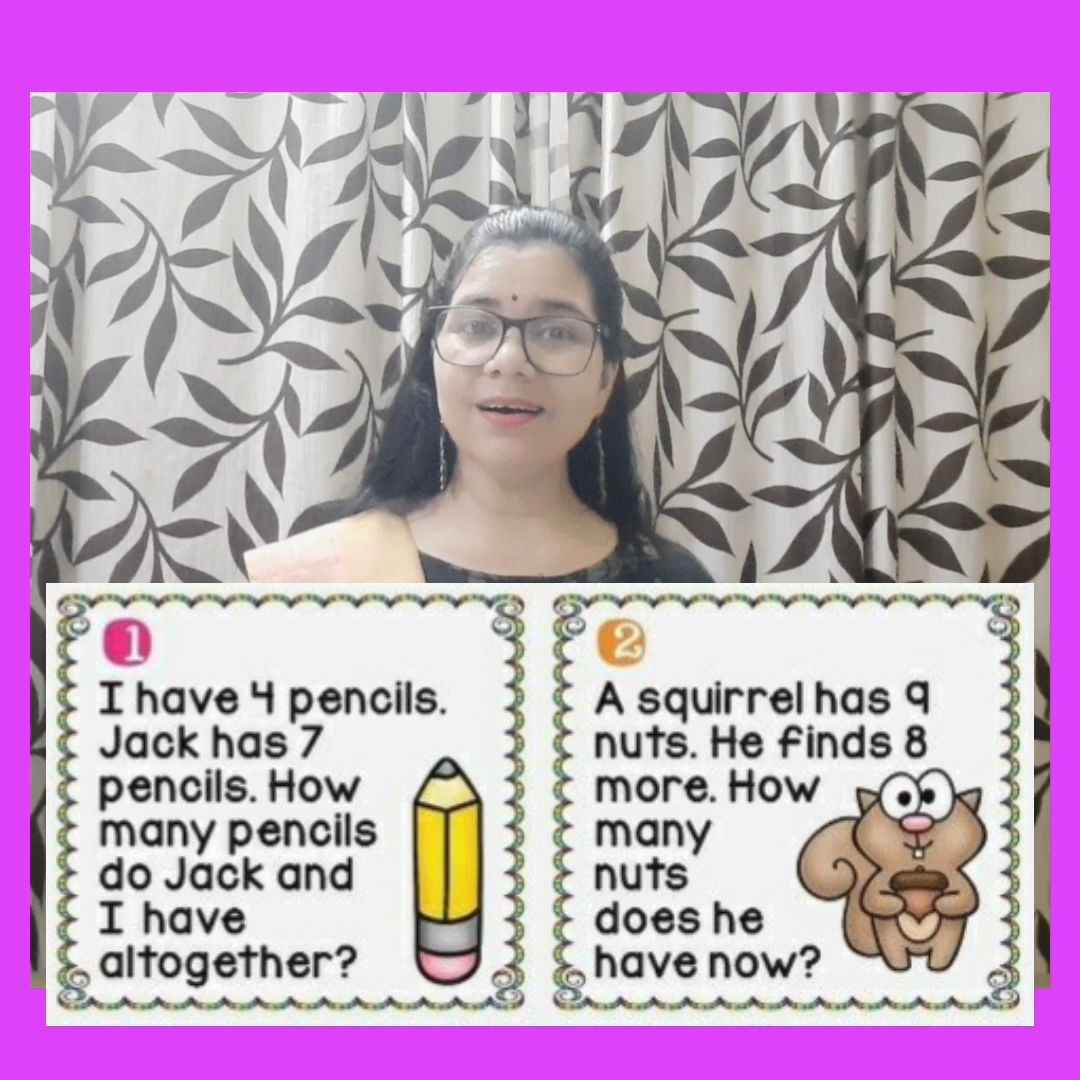 1
I have 4 pencils.
Jack has 7
pencils. How
many pencils
do Jack and
I have
altogether?
2
A squirrel has 9
nuts. He finds 8
more. How
many
nuts
does he
have now?